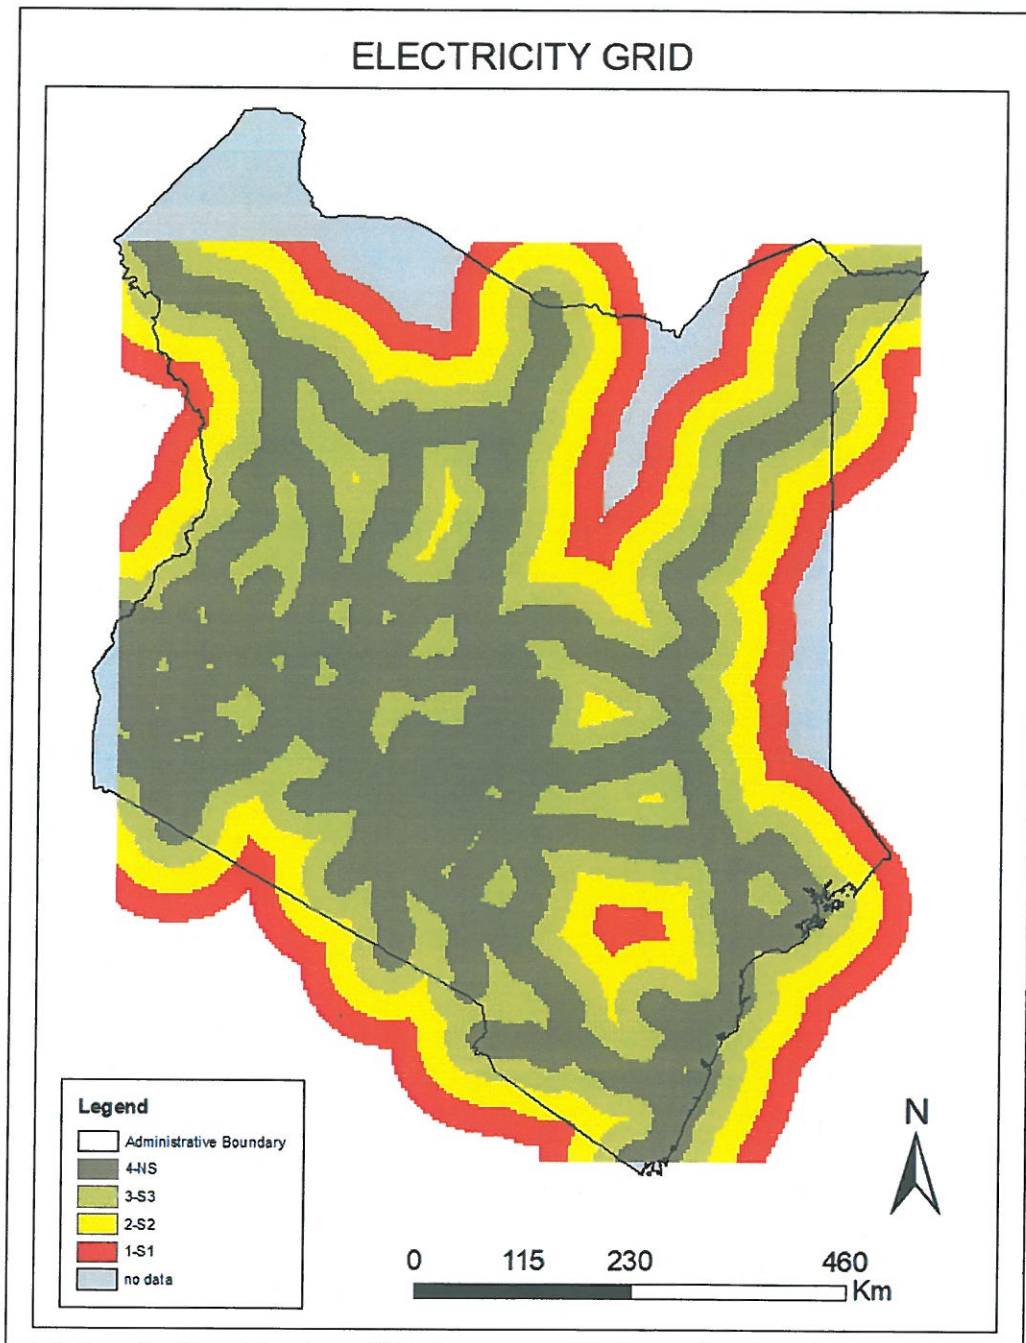 ELECTRICITY GRID
Legend
Administrative Boundary
4-NS
3-S3
2-S2
1-S1
no data
N
0 115 230 460
Km